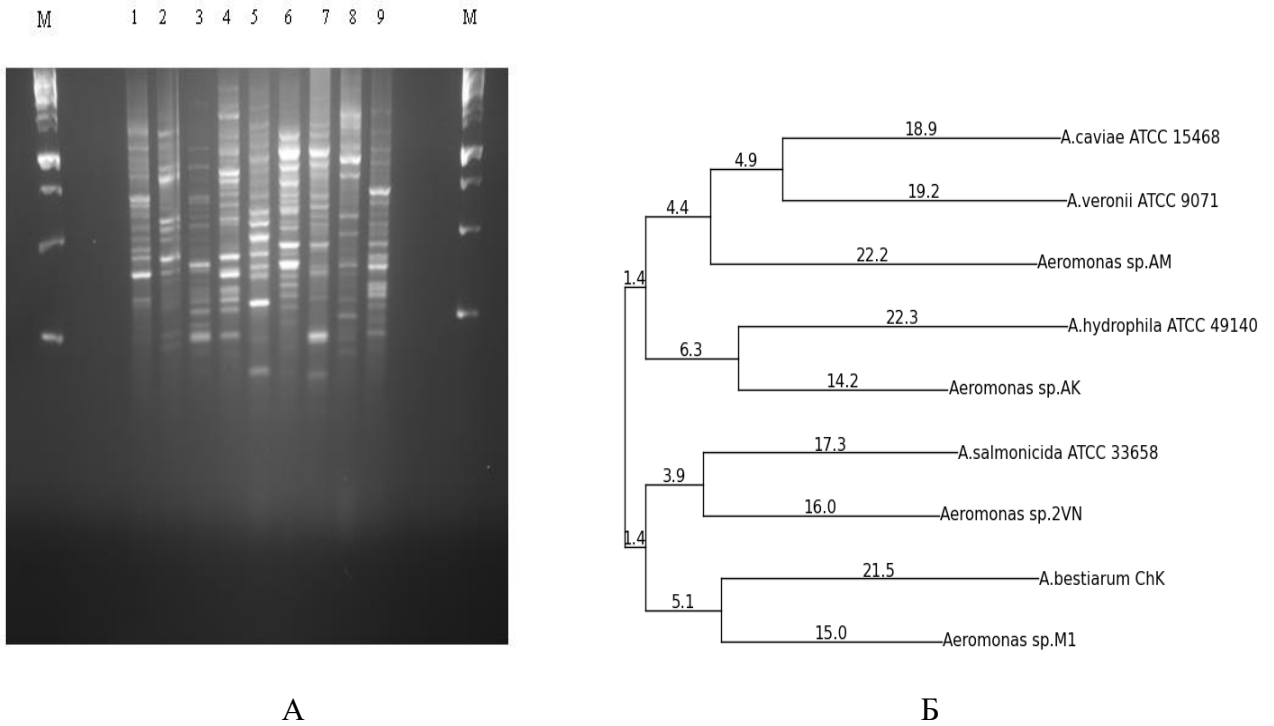 M 1 2 3 4 5 6 7 8 9 M
18.9 A.caviae ATCC 15468
4.9
19.2 A.veronii ATCC 9071
4.4
22.2 Aeromonas sp.AM
1.4
22.3 A.hydrophila ATCC 49140
6.3
14.2 Aeromonas sp.AK
17.3 A.salmonicida ATCC 33658
3.9
16.0 Aeromonas sp.2VN
1.4
21.5 A.bestiarum ChK
5.1
15.0 Aeromonas sp.M1
А Б